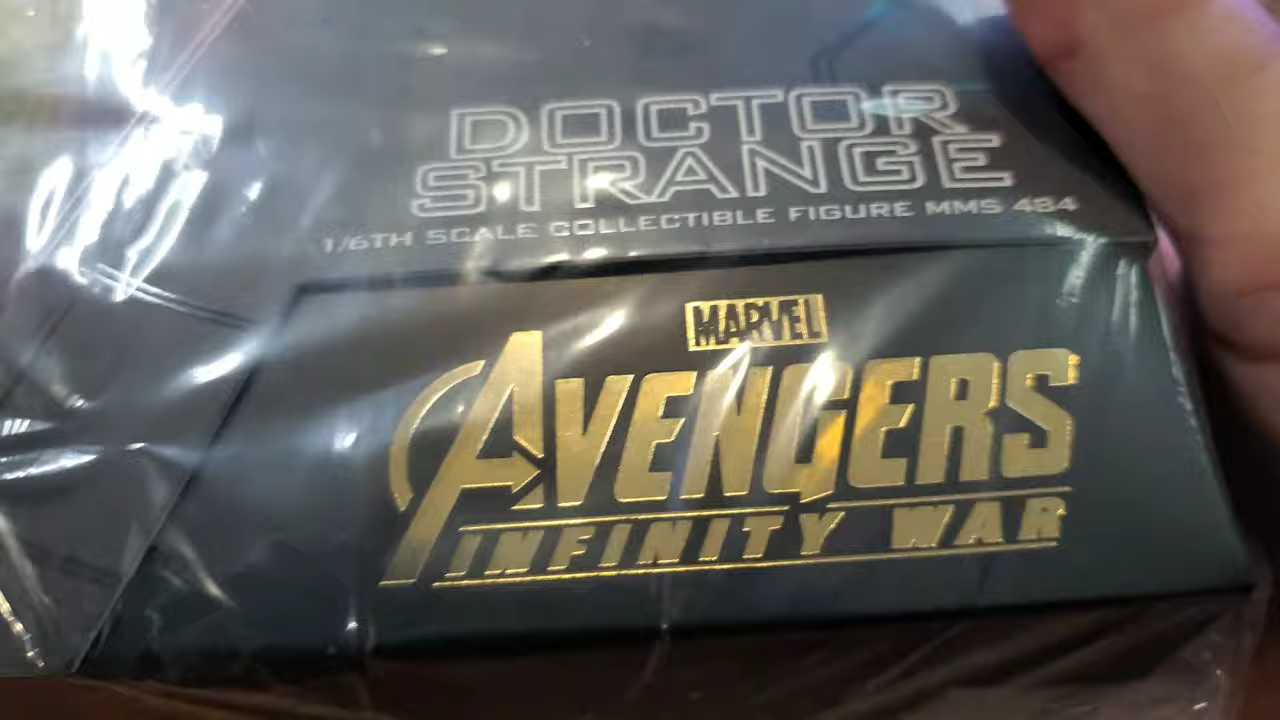 DOCTOR
STRANGE
1/6TH SCALE COLLECTIBLE FIGURE MMS 484
MARVEL
AVENGERS
INFINITY WAR